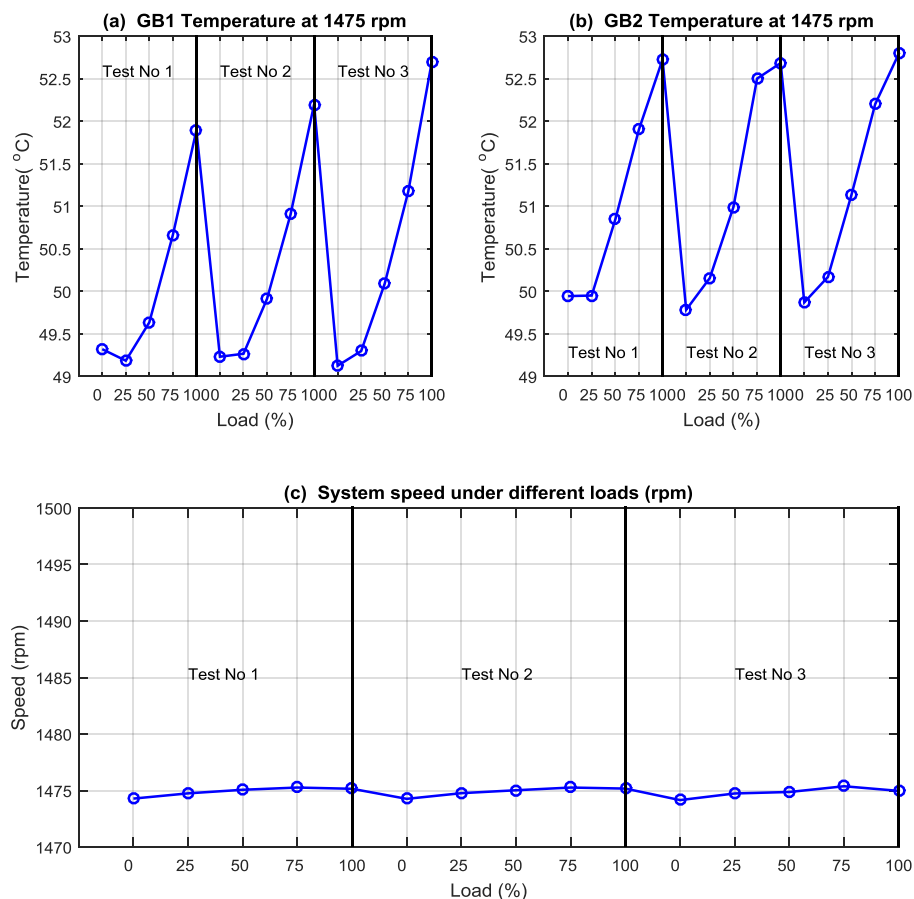 (a) GB1 Temperature at 1475 rpm
53
52.5
52
51.5
51
50.5
50
49.5
49
Temperature( °C)
Test No 1 Test No 2 Test No 3
0 25 50 75 1000 25 50 75 1000 25 50 75 100
Load (%)
(b) GB2 Temperature at 1475 rpm
53
52.5
52
51.5
51
50.5
50
49.5
49
Temperature( °C)
Test No 1 Test No 2 Test No 3
0 25 50 75 1000 25 50 75 1000 25 50 75 100
Load (%)
(c) System speed under different loads (rpm)
1500
1495
1490
1485
1480
1475
1470
Speed (rpm)
Test No 1 Test No 2 Test No 3
0 25 50 75 100 0 25 50 75 100 0 25 50 75 100
Load (%)